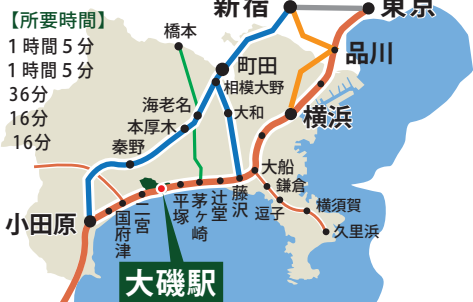 【所要時間】
1時間5分
1時間5分
36分
16分
16分
新宿
東京
橋本
町田
品川
相模大野
海老名
大和
本厚木
横浜
秦野
大船
鎌倉
小田原
国府津
二宮
平塚
茅ヶ崎
辻堂
藤沢
逗子
横須賀
久里浜
大磯駅